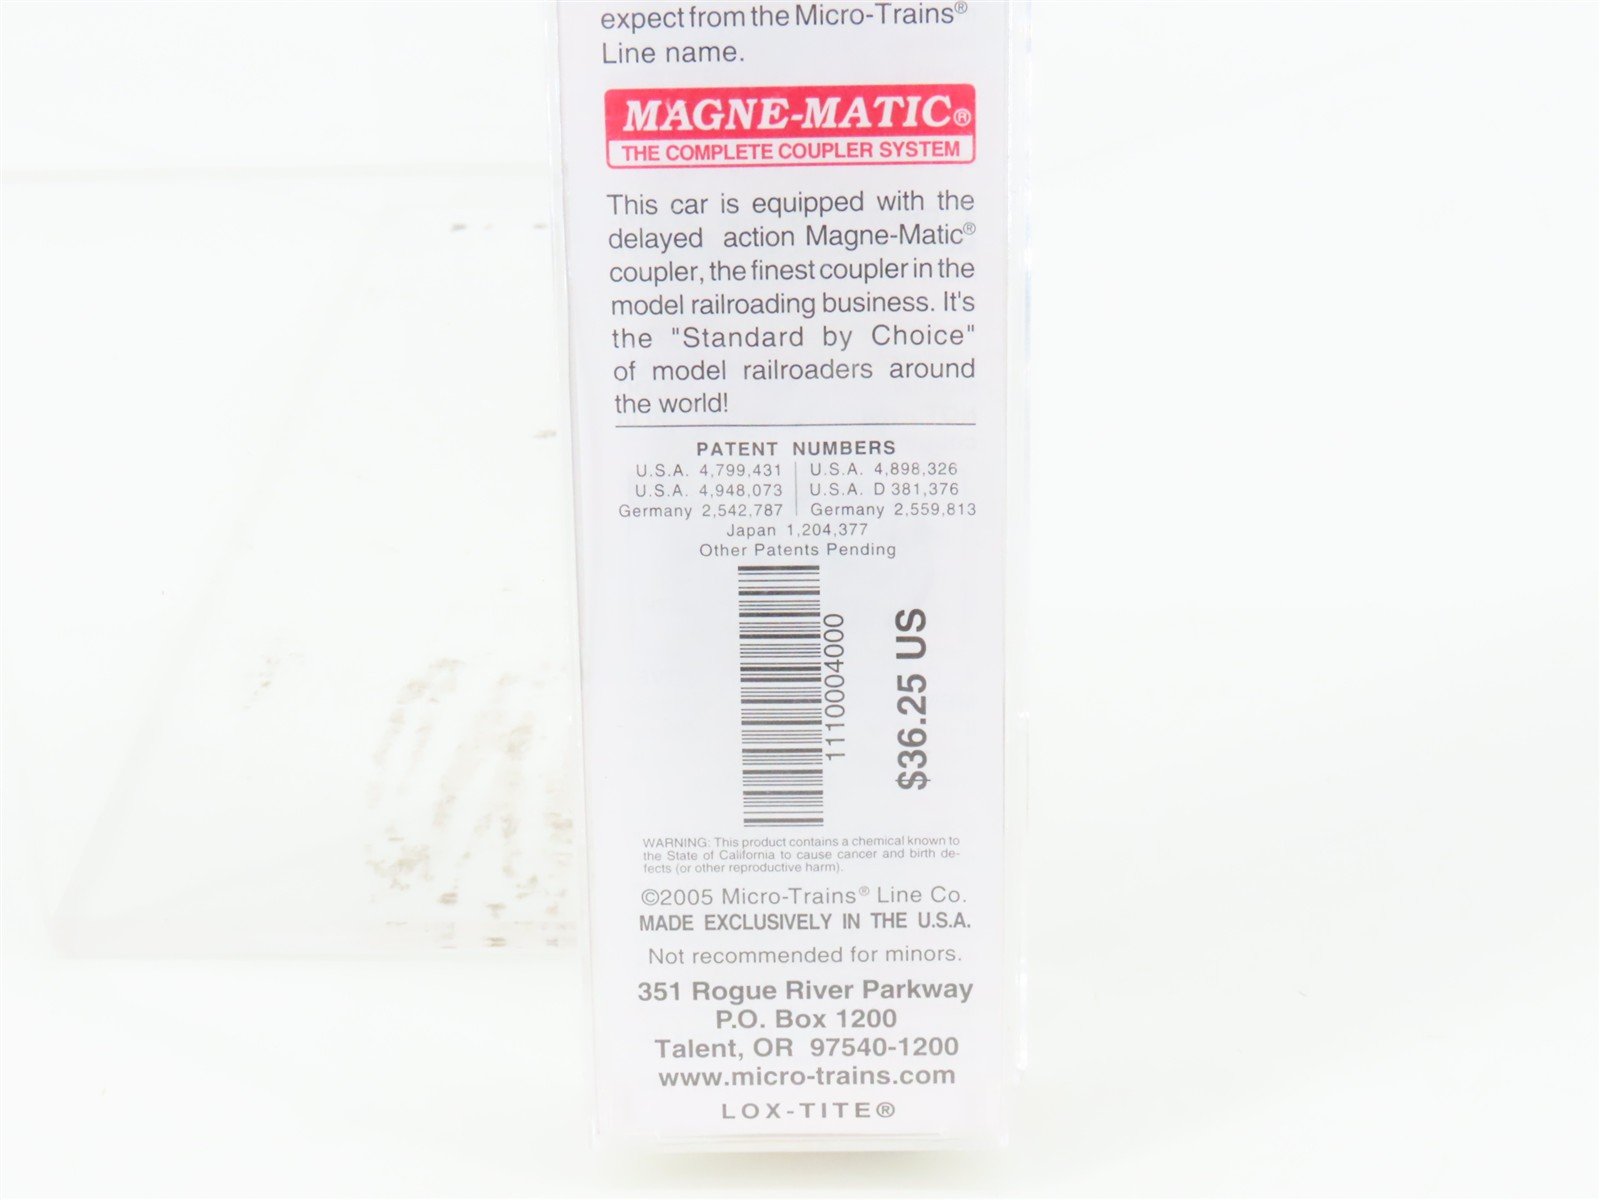 expect from the Micro-Trains®
Line name.
MAGNE-MATIC®
THE COMPLETE COUPLER SYSTEM
This car is equipped with the
delayed action Magne-Matic®
coupler, the finest coupler in the
model railroading business. It's
the "Standard by Choice"
of model railroaders around
the world!
PATENT NUMBERS
U.S.A. 4,799,431 | U.S.A. 4,898,326
U.S.A. 4,948,073 | U.S.A. D 381,376
Germany 2,542,787 | Germany 2,559,813
Japan 1,204,377
Other Patents Pending
1110004000
$36.25 US
WARNING: This product contains a chemical known to
the State of California to cause cancer and birth de-
fects (or other reproductive harm).
©2005 Micro-Trains® Line Co.
MADE EXCLUSIVELY IN THE U.S.A.
Not recommended for minors.
351 Rogue River Parkway
P.O. Box 1200
Talent, OR 97540-1200
www.micro-trains.com
LOX-TITE®